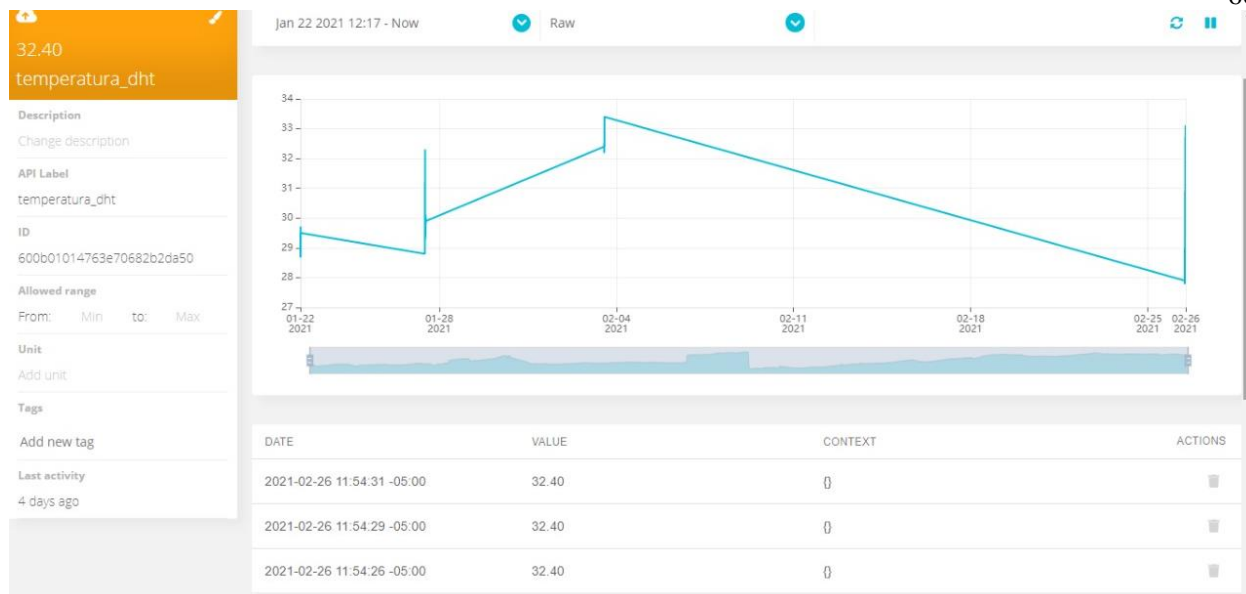 Jan 22 2021 12:17 - Now
Raw
32.40
temperatura_dht
Description
Change description
API Label
temperatura_dht
ID
600b01014763e70682b2da50
Allowed range
From: Min to: Max
Unit
Add unit
Tags
Add new tag
Last activity
4 days ago
34
33
32
31
30
29
28
27
01-22 01-28 02-04 02-11 02-18 02-25 02-26
2021 2021 2021 2021 2021 2021 2021
DATE VALUE CONTEXT ACTIONS
2021-02-26 11:54:31 -05:00 32.40 {}
2021-02-26 11:54:29 -05:00 32.40 {}
2021-02-26 11:54:26 -05:00 32.40 {}